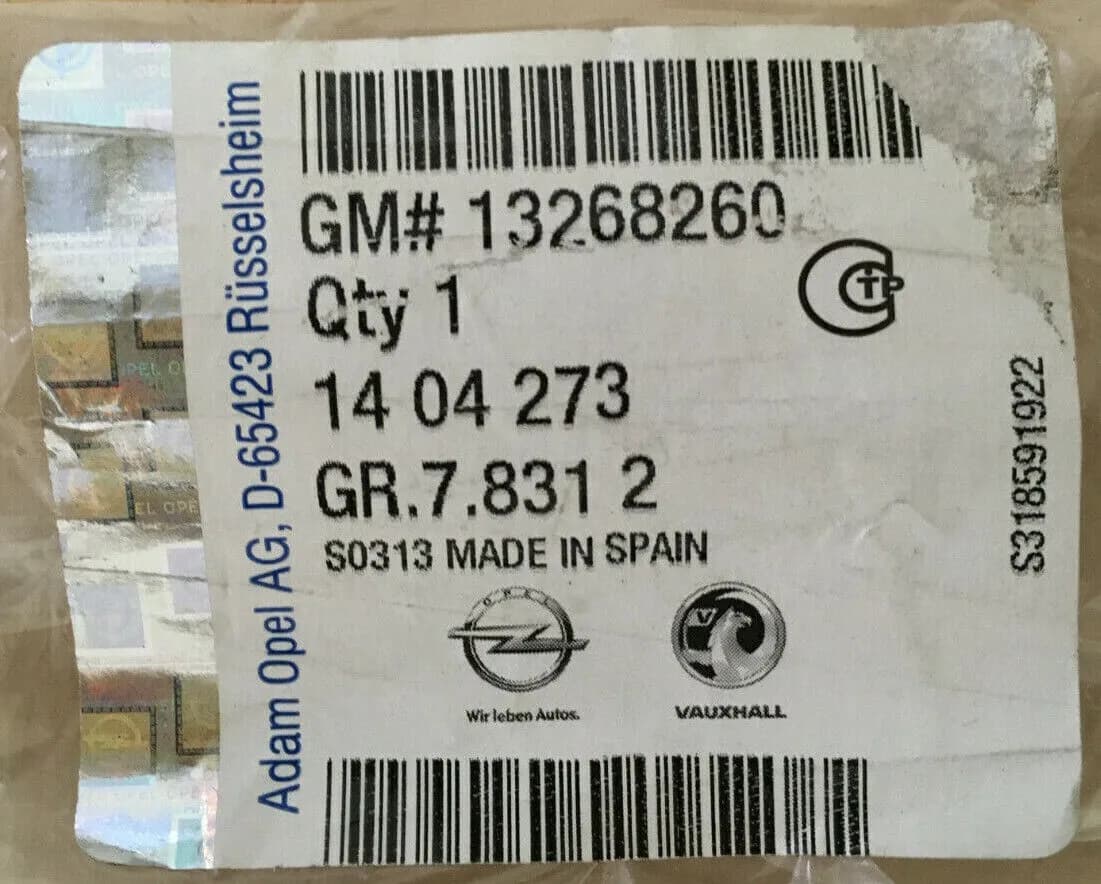 Adam Opel AG, D-65423 Rüsselsheim
GM# 13268260
Qty 1
14 04 273
GR.7.831 2
S0313 MADE IN SPAIN
OPEL
Wir leben Autos.
V
VAUXHALL
S318591922